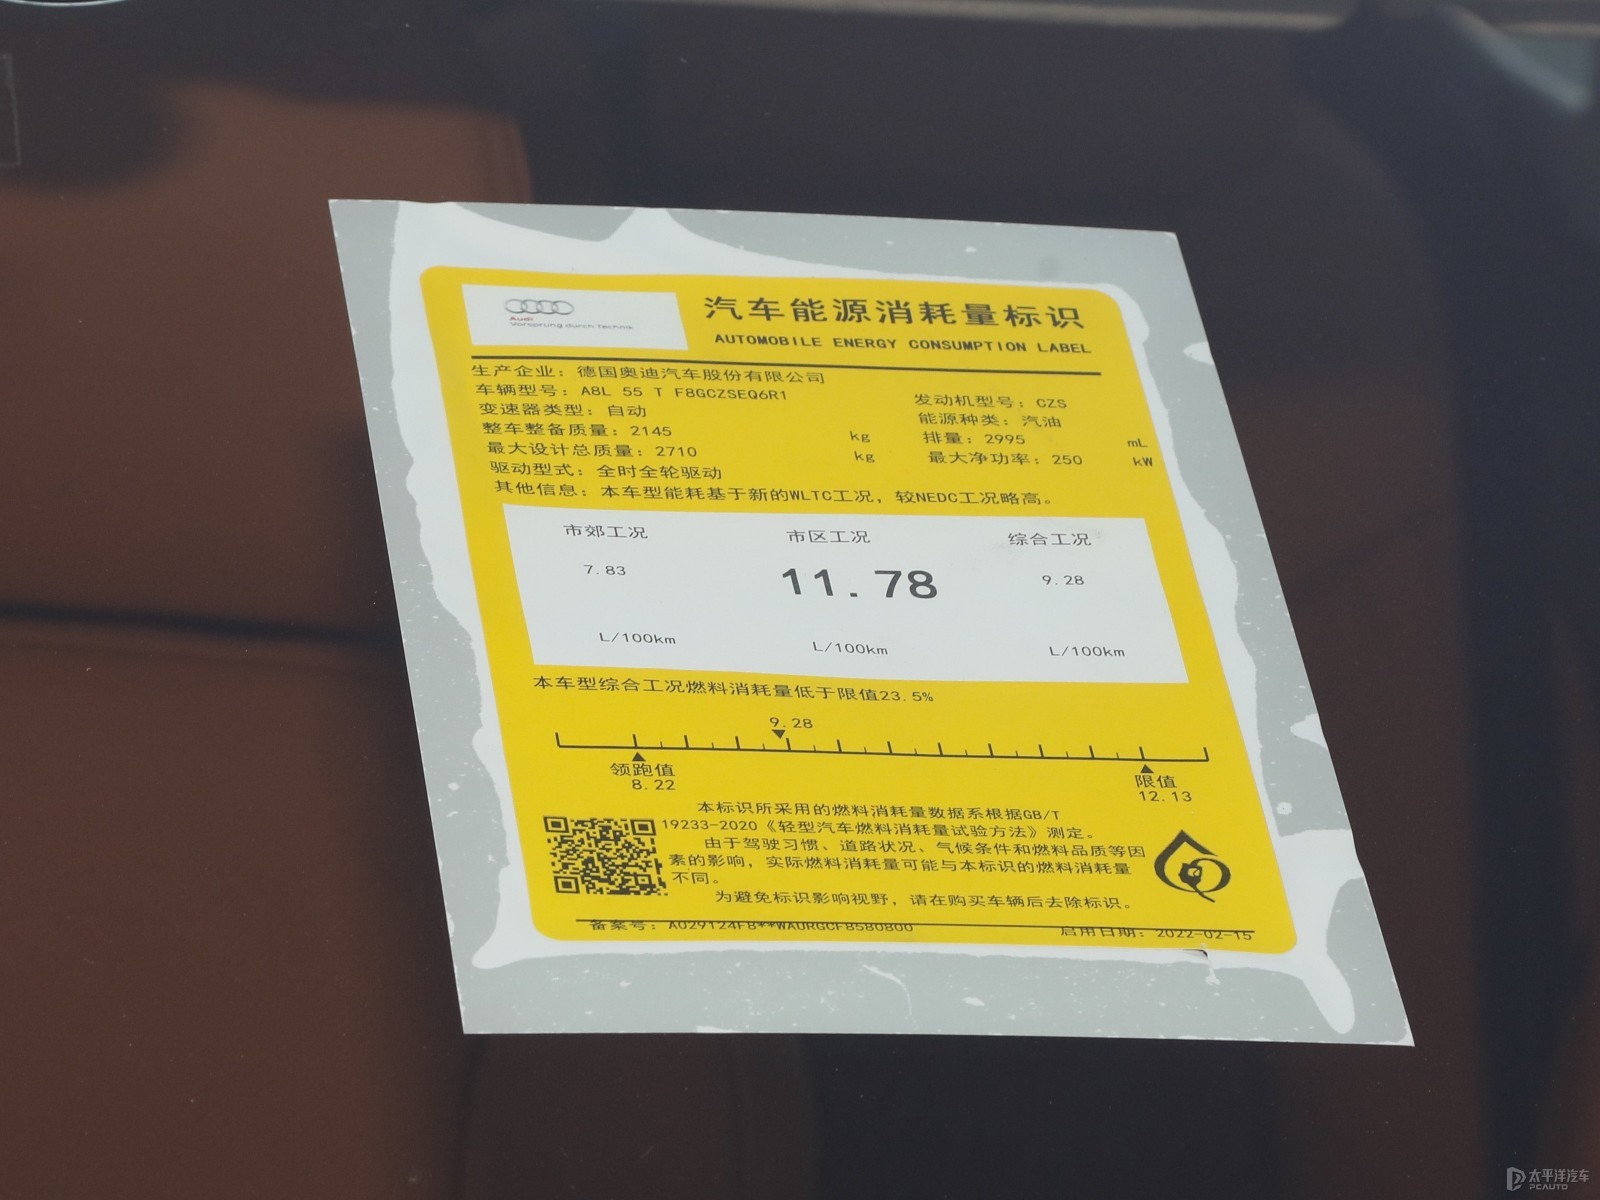 Audi
Vorsprung durch Technik
汽车能源消耗量标识
AUTOMOBILE ENERGY CONSUMPTION LABEL
生产企业：德国奥迪汽车股份有限公司
车辆型号：A8L 55 T F8GCZSEQ6R1
发动机型号：CZS
变速器类型：自动
能源种类：汽油
整车整备质量：2145 kg
排量：2995 mL
最大设计总质量：2710 kg
最大净功率：250 kW
驱动型式：全时全轮驱动
其他信息：本车型能耗基于新的WLTC工况，较NEDC工况略高。
市郊工况 市区工况 综合工况
7.83 11.78 9.28
L/100km L/100km L/100km
本车型综合工况燃料消耗量低于限值23.5%
9.28
领跑值 限值
8.22 12.13
本标识所采用的燃料消耗量数据系根据GB/T
19233-2020《轻型汽车燃料消耗量试验方法》测定。
由于驾驶习惯、道路状况、气候条件和燃料品质等因
素的影响，实际燃料消耗量可能与本标识的燃料消耗量
不同。
为避免标识影响视野，请在购买车辆后去除标识。
备案号：A029124F8**WAURGCF8580800 启用日期：2022-02-15
太平洋汽车
PCAUTO